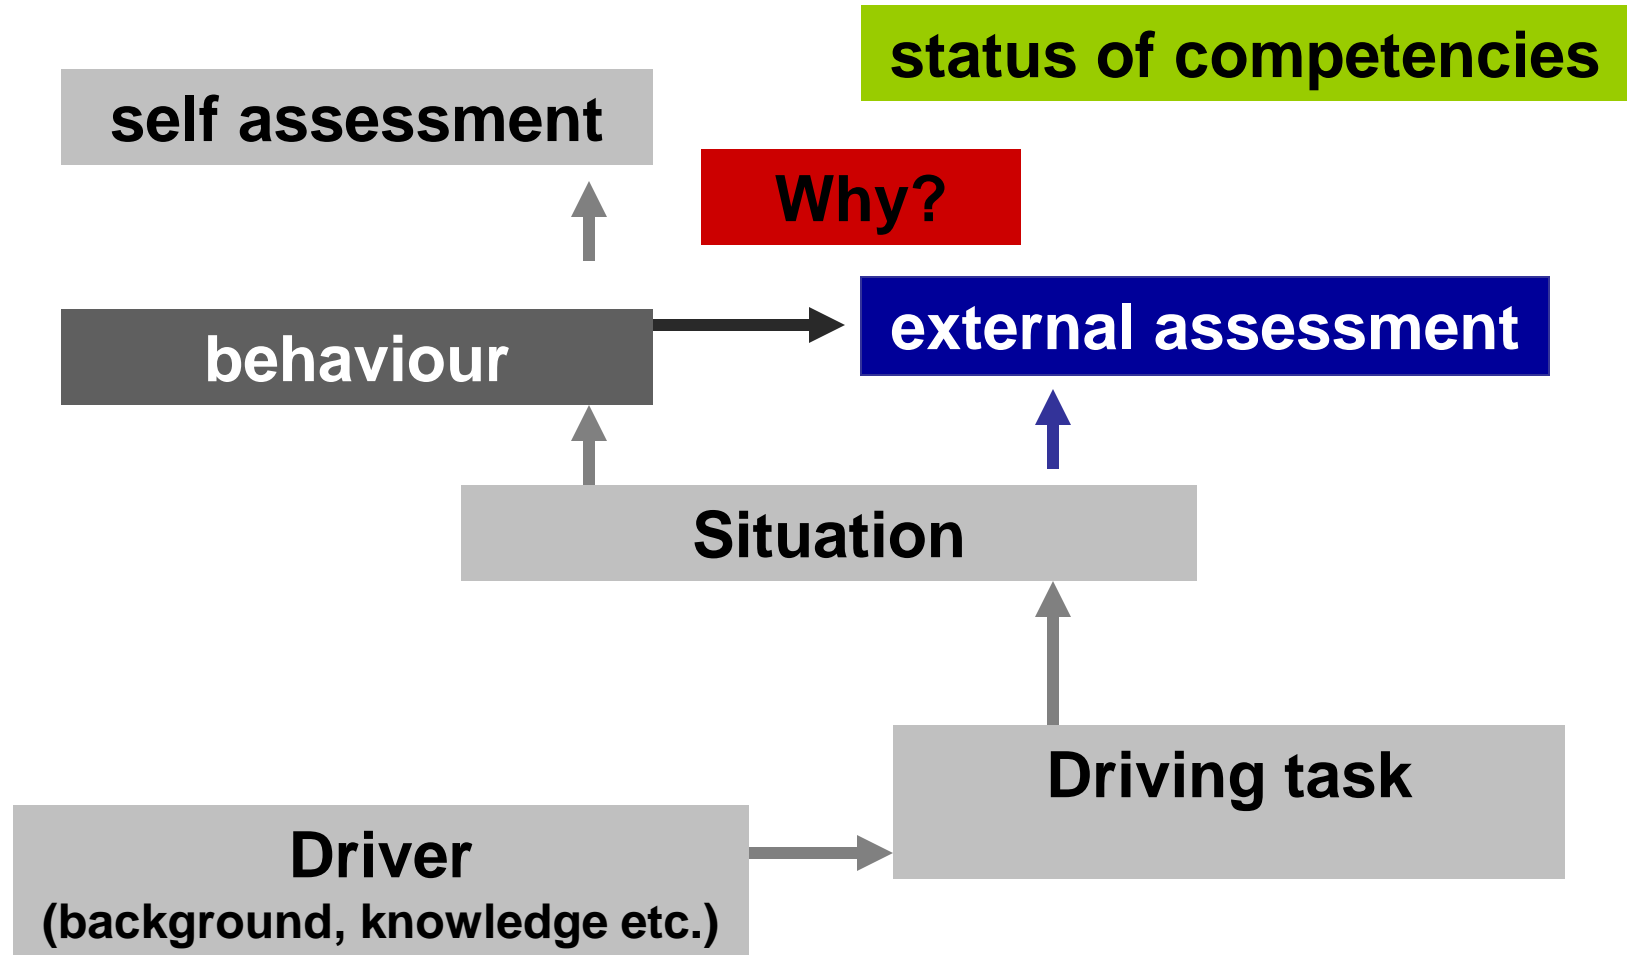 status of competencies
self assessment
Why?
external assessment
behaviour
Situation
Driving task
Driver
(background, knowledge etc.)